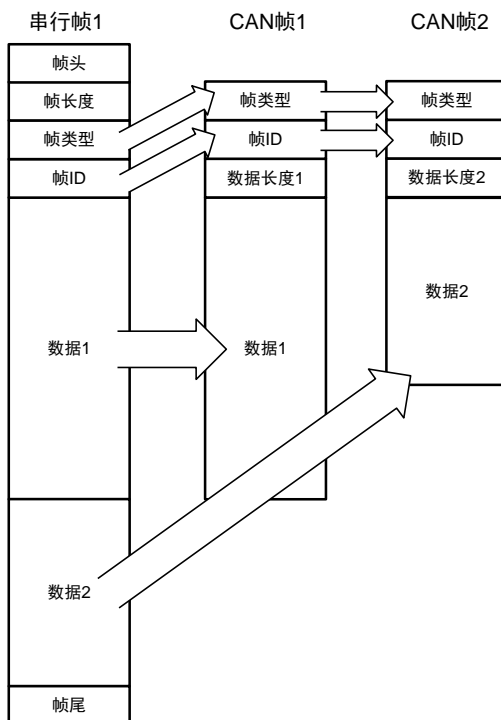 串行帧1
CAN帧1
CAN帧2
帧头
帧长度
帧类型
帧ID
数据1
数据2
帧尾
帧类型
帧ID
数据长度1
数据1
帧类型
帧ID
数据长度2
数据2